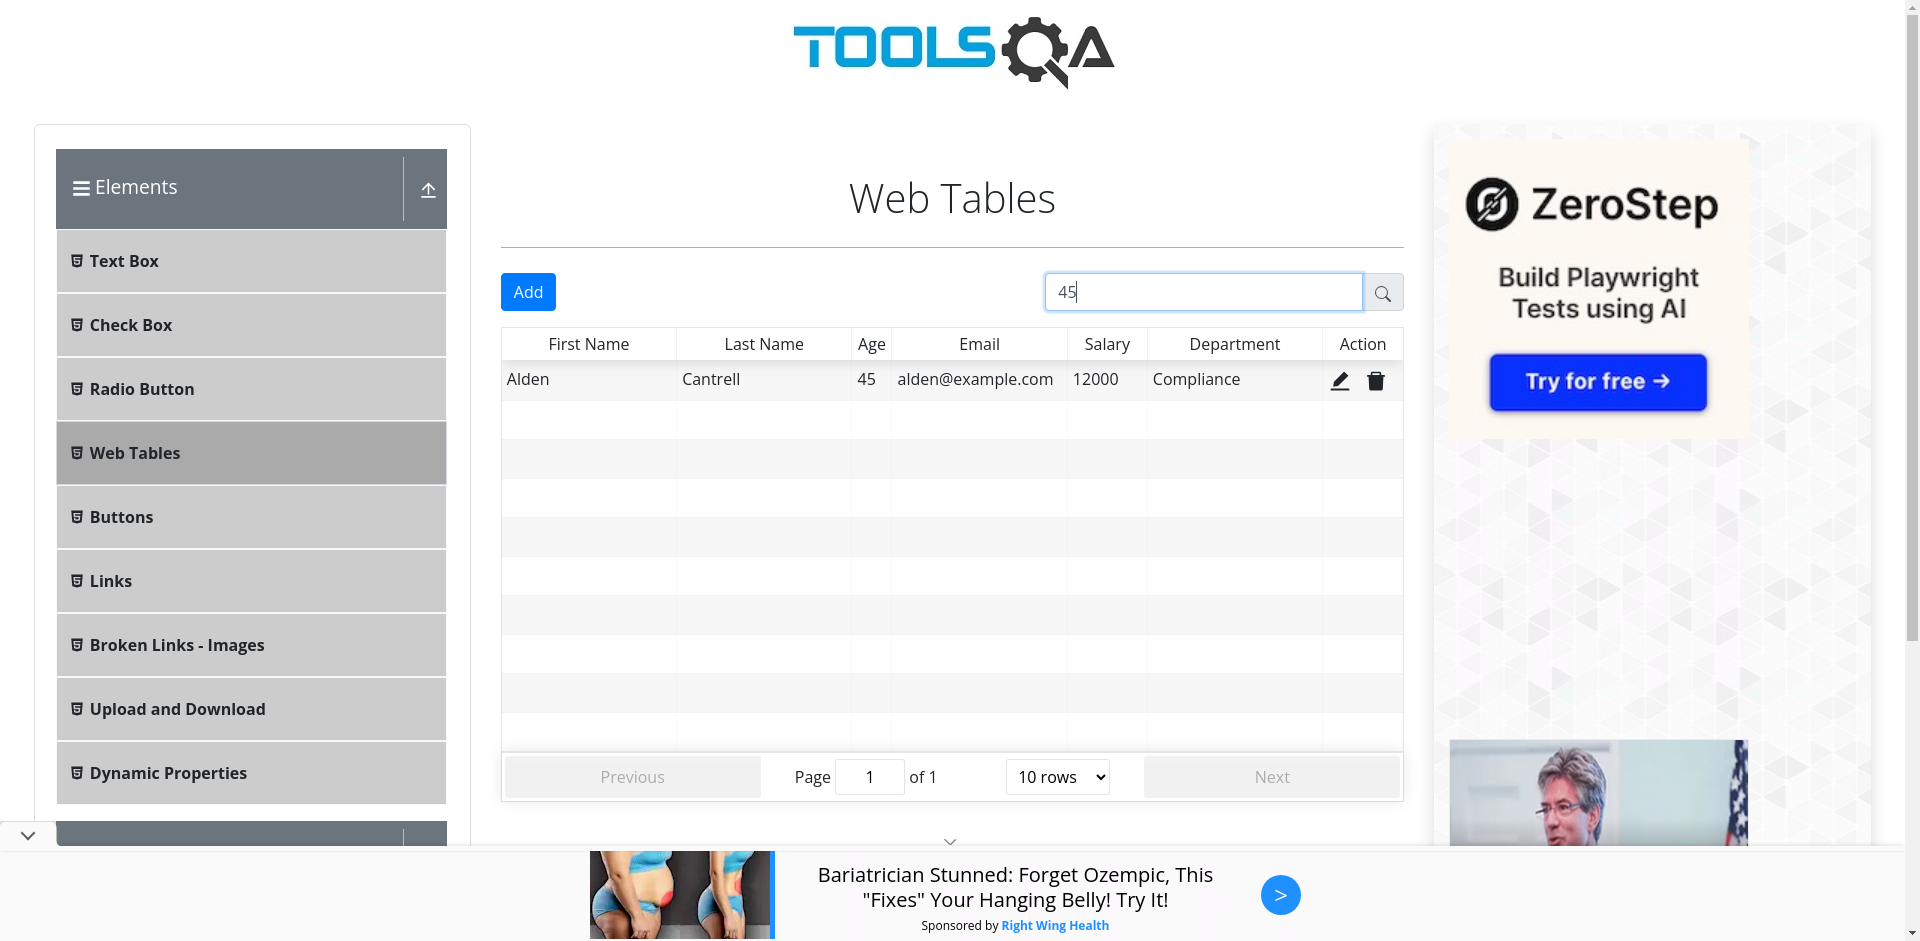 TOOLSQA
Elements
Text Box
Check Box
Radio Button
Web Tables
Buttons
Links
Broken Links - Images
Upload and Download
Dynamic Properties
Web Tables
Add
45
First Name Last Name Age Email Salary Department Action
Alden Cantrell 45 alden@example.com 12000 Compliance
Previous Page 1 of 1 10 rows Next
ZeroStep
Build Playwright
Tests using AI
Try for free →
Bariatrician Stunned: Forget Ozempic, This
"Fixes" Your Hanging Belly! Try It!
Sponsored by Right Wing Health
>